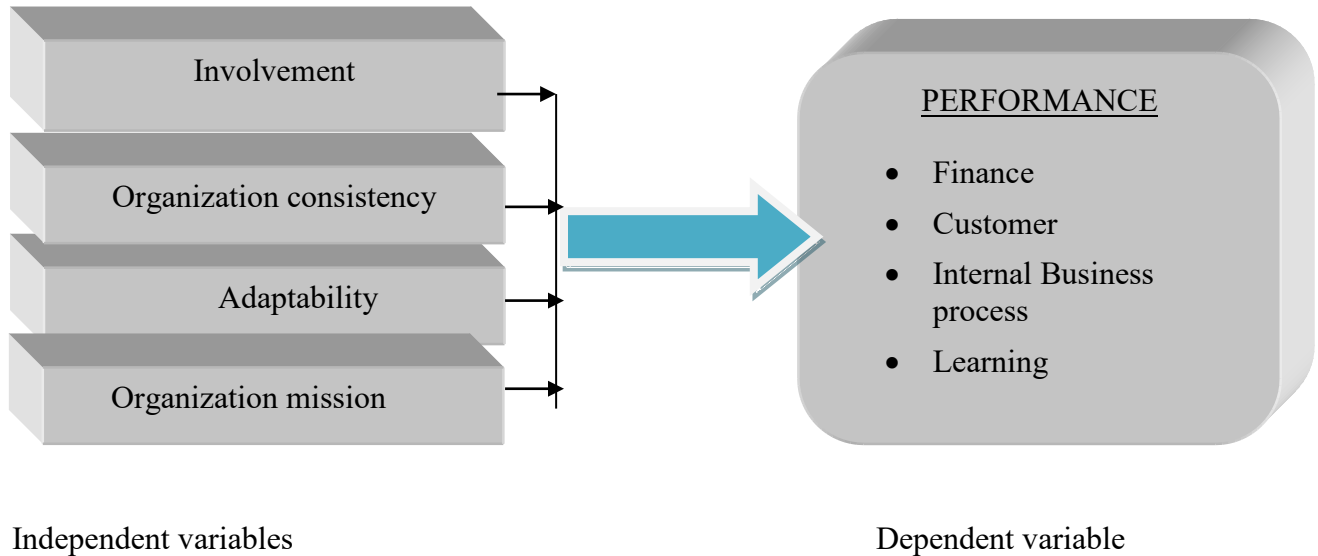 Involvement
Organization consistency
Adaptability
Organization mission
PERFORMANCE
• Finance
• Customer
• Internal Business
process
• Learning
Independent variables
Dependent variable